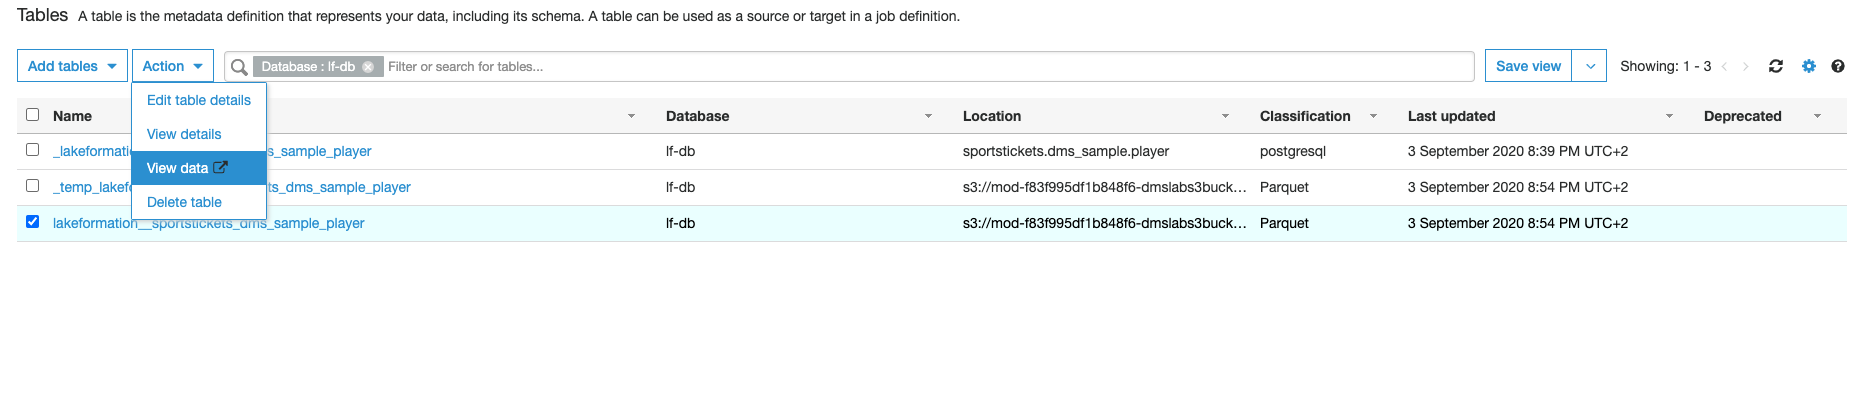 Tables A table is the metadata definition that represents your data, including its schema. A table can be used as a source or target in a job definition.
Add tables Action Database : lf-db Filter or search for tables... Save view Showing: 1 - 3
Edit table details
View details
View data
Delete table
Name Database Location Classification Last updated Deprecated
_lakeformati s_sample_player lf-db sportstickets.dms_sample.player postgresql 3 September 2020 8:39 PM UTC+2
_temp_lakef ts_dms_sample_player lf-db s3://mod-f83f995df1b848f6-dmslabs3buck... Parquet 3 September 2020 8:54 PM UTC+2
lakeformation__sportstickets_dms_sample_player lf-db s3://mod-f83f995df1b848f6-dmslabs3buck... Parquet 3 September 2020 8:54 PM UTC+2